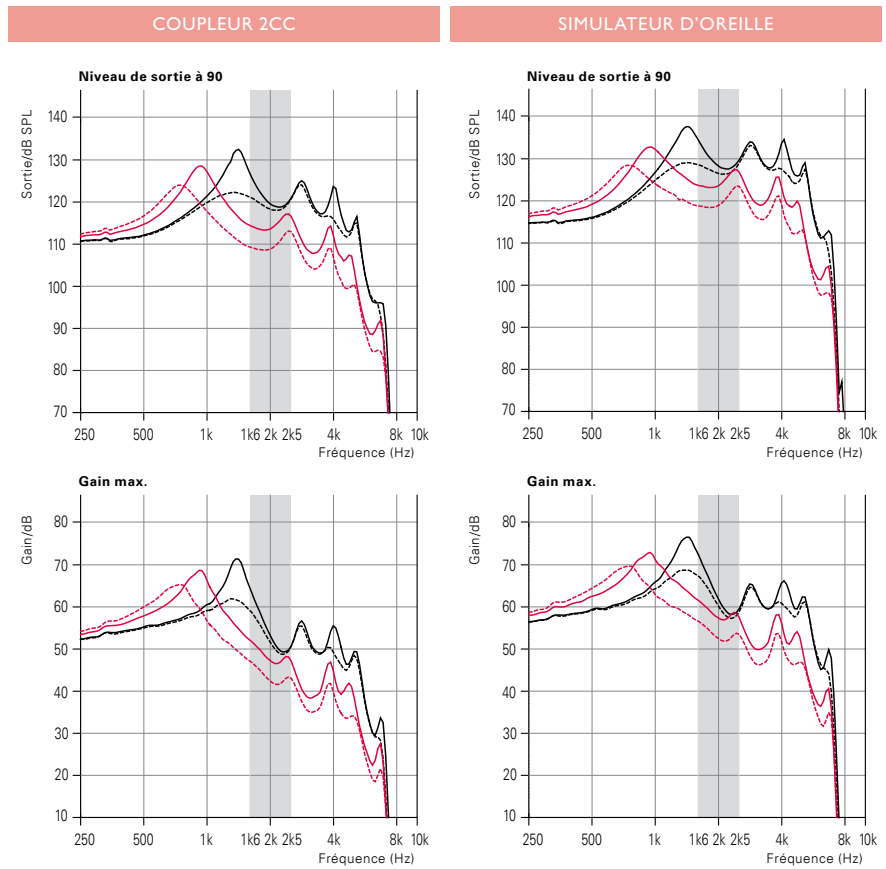 COUPLEUR 2CC
SIMULATEUR D'OREILLE
Niveau de sortie à 90
Sortie/dB SPL
140
130
120
110
100
90
80
70
250 500 1k 1k6 2k 2k5 4k 8k 10k
Fréquence (Hz)
Niveau de sortie à 90
Sortie/dB SPL
140
130
120
110
100
90
80
70
250 500 1k 1k6 2k 2k5 4k 8k 10k
Fréquence (Hz)
Gain max.
Gain/dB
80
70
60
50
40
30
20
10
250 500 1k 1k6 2k 2k5 4k 8k 10k
Fréquence (Hz)
Gain max.
Gain/dB
80
70
60
50
40
30
20
10
250 500 1k 1k6 2k 2k5 4k 8k 10k
Fréquence (Hz)